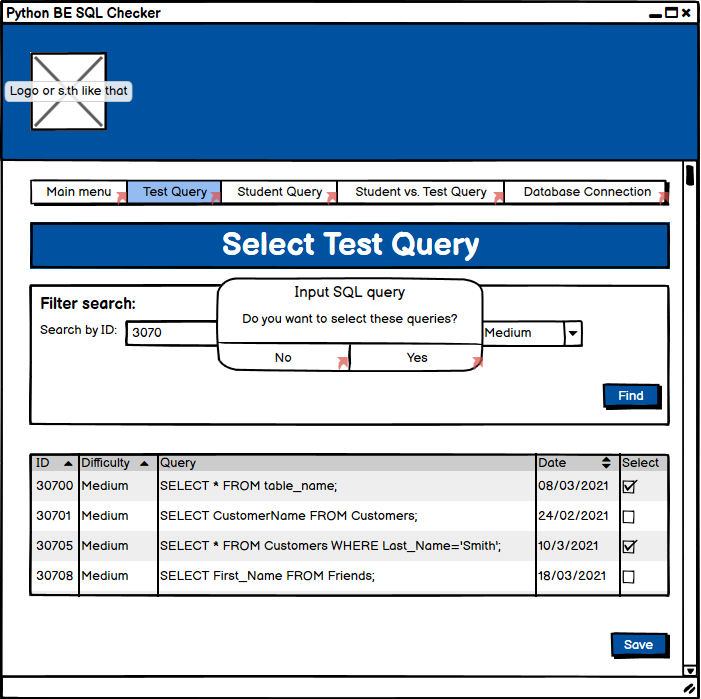 Python BE SQL Checker
Logo or s.th like that
Main menu Test Query Student Query Student vs. Test Query Database Connection
Select Test Query
Filter search:
Input SQL query
Do you want to select these queries?
Search by ID: 3070 Medium
No Yes
Find
ID Difficulty Query Date Select
30700 Medium SELECT * FROM table_name; 08/03/2021
30701 Medium SELECT CustomerName FROM Customers; 24/02/2021
30705 Medium SELECT * FROM Customers WHERE Last_Name='Smith'; 10/3/2021
30708 Medium SELECT First_Name FROM Friends; 18/03/2021
Save